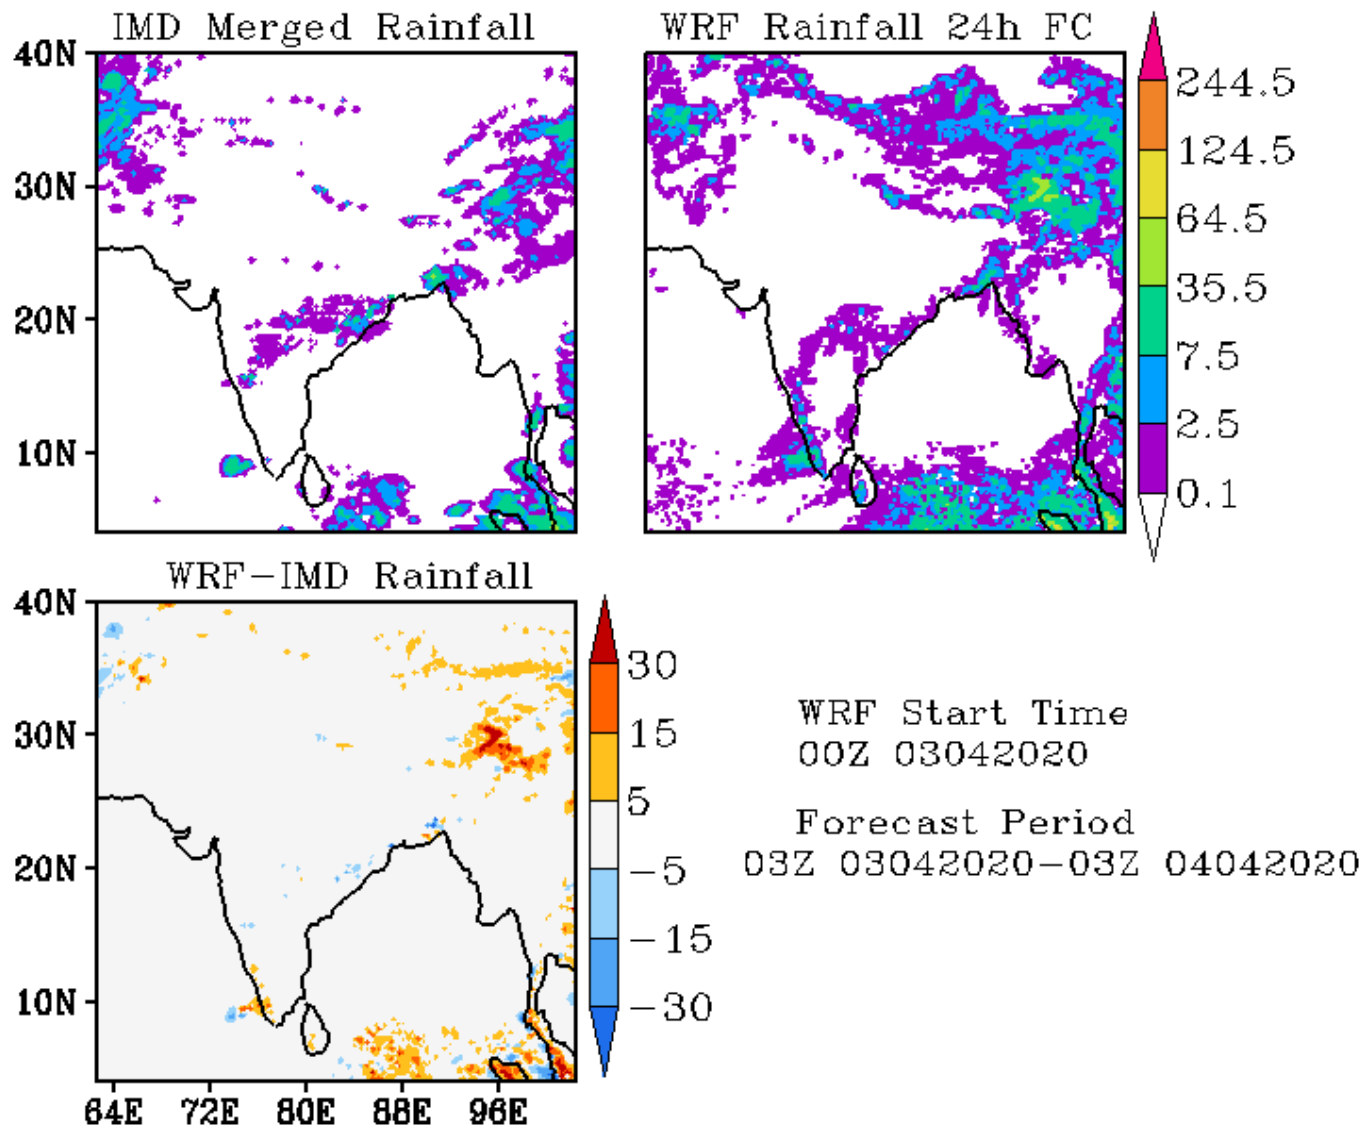 IMD Merged Rainfall
WRF Rainfall 24h FC
40N
30N
20N
10N
244.5
124.5
64.5
35.5
7.5
2.5
0.1
WRF-IMD Rainfall
40N
30N
20N
10N
64E 72E 80E 88E 96E
30
15
5
-5
-15
-30
WRF Start Time
00Z 03042020
Forecast Period
03Z 03042020-03Z 04042020